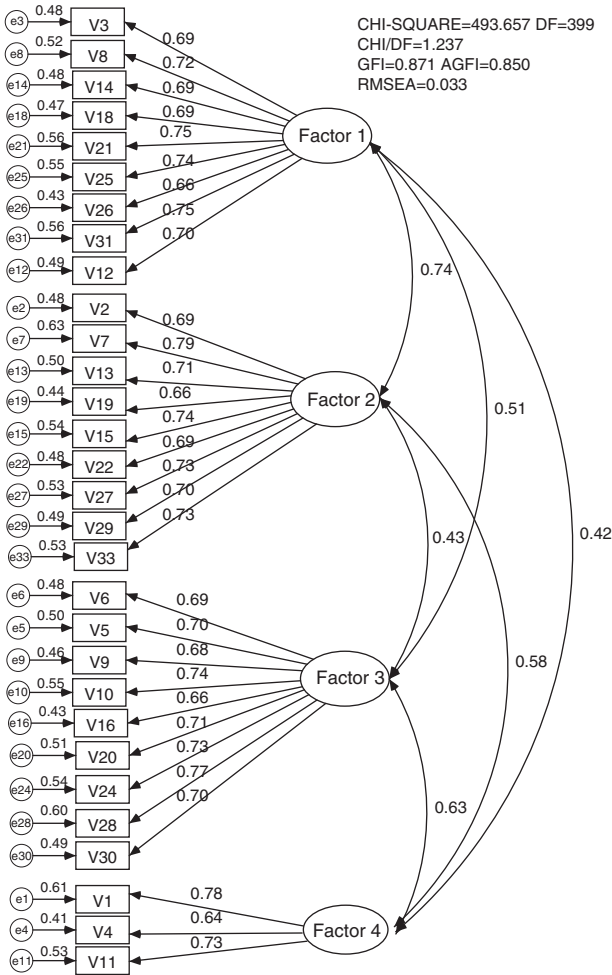 CHI-SQUARE=493.657 DF=399
CHI/DF=1.237
GFI=0.871 AGFI=0.850
RMSEA=0.033
e3 0.48 V3 0.69
e8 0.52 V8 0.72
e14 0.48 V14 0.69
e18 0.47 V18 0.69
e21 0.56 V21 0.75
e25 0.55 V25 0.74
e26 0.43 V26 0.66
e31 0.56 V31 0.75
e12 0.49 V12 0.70
Factor 1
e2 0.48 V2 0.69
e7 0.63 V7 0.79
e13 0.50 V13 0.71
e19 0.44 V19 0.66
e15 0.54 V15 0.74
e22 0.48 V22 0.69
e27 0.53 V27 0.73
e29 0.49 V29 0.70
e33 0.53 V33 0.73
Factor 2
e6 0.48 V6 0.69
e5 0.50 V5 0.70
e9 0.46 V9 0.68
e10 0.55 V10 0.74
e16 0.43 V16 0.66
e20 0.51 V20 0.71
e24 0.54 V24 0.73
e28 0.60 V28 0.77
e30 0.49 V30 0.70
Factor 3
e1 0.61 V1 0.78
e4 0.41 V4 0.64
e11 0.53 V11 0.73
Factor 4
0.74
0.51
0.42
0.43
0.58
0.63